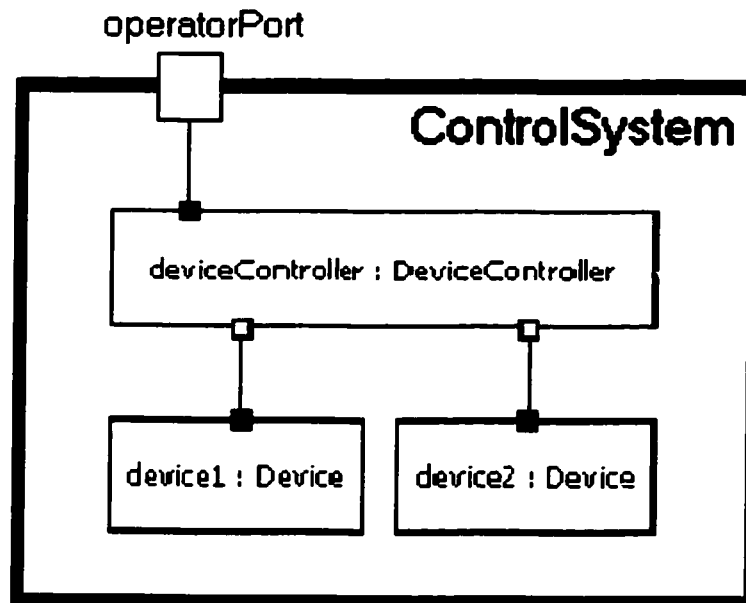 operatorPort
ControlSystem
deviceController : DeviceController
device1 : Device
device2 : Device